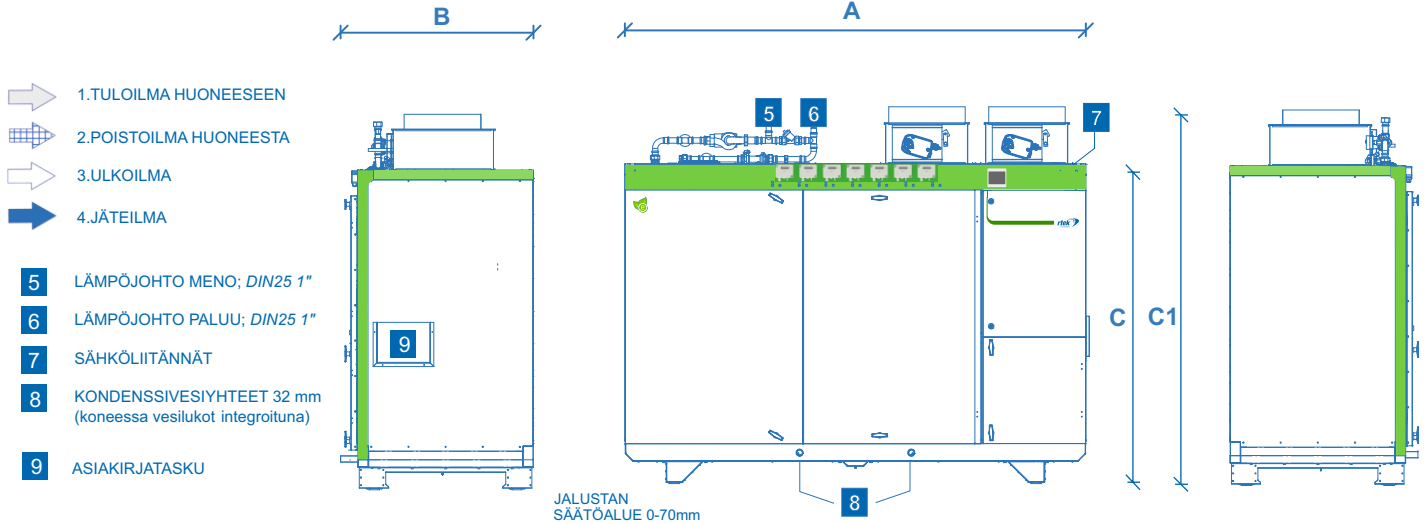 B
A
1.TULOILMA HUONEESEEN
2.POISTOILMA HUONEESTA
3.ULKOILMA
4.JÄTEILMA
5 LÄMPÖJOHTO MENO; DIN25 1"
6 LÄMPÖJOHTO PALUU; DIN25 1"
7 SÄHKÖLIITÄNNÄT
8 KONDENSSIVESIYHTEET 32 mm
(koneessa vesilukot integroituna)
9 ASIAKIRJATASKU
9
5
6
7
rtek
C
C1
8
JALUSTAN
SÄÄTÖALUE 0-70mm